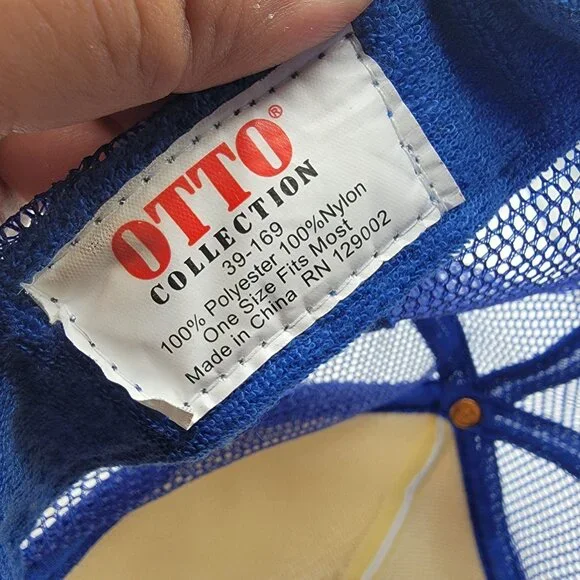 OTTO®
COLLECTION
39-169
100% Polyester 100%Nylon
One Size Fits Most
Made in China RN 129002